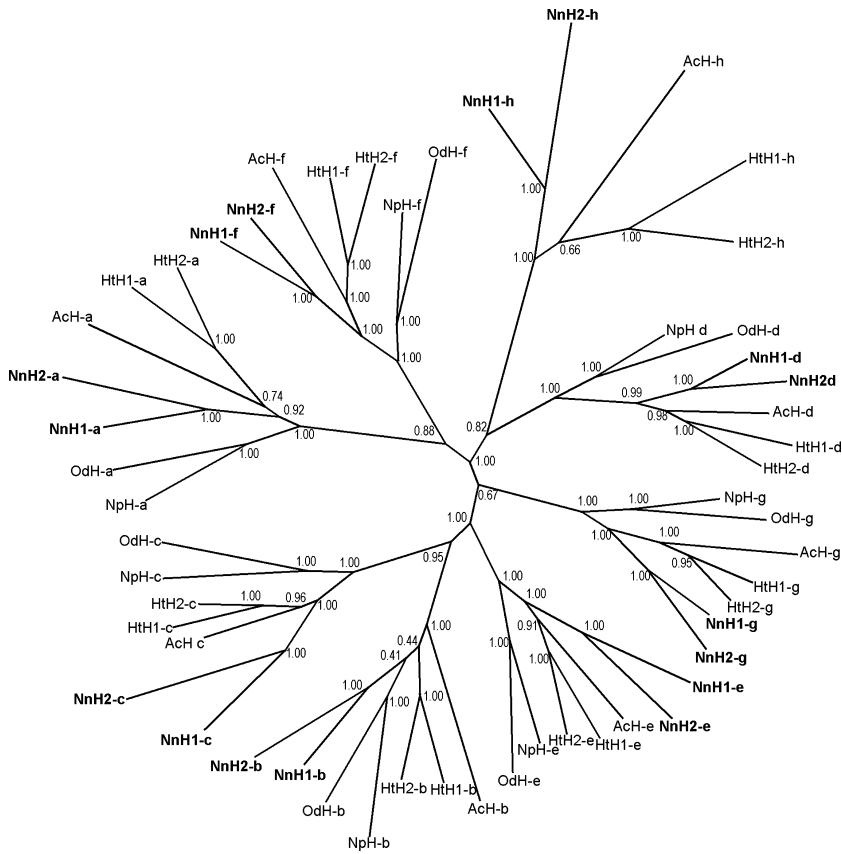 NnH2-h
AcH-h
NnH1-h
HtH1-h
1.00
HtH2-h
1.00
0.66
1.00
AcH-f
HtH1-f
HtH2-f
OdH-f
NpH-f
NnH2-f
NnH1-f
1.00
1.00
1.00
1.00
1.00
1.00
HtH2-a
HtH1-a
AcH-a
1.00
NnH2-a
0.74
0.92
1.00
NnH1-a
1.00
1.00
OdH-a
NpH-a
0.88
0.82
1.00
NpH d
OdH-d
NnH1-d
NnH2d
1.00
1.00
0.99
1.00
0.98
AcH-d
1.00
HtH1-d
HtH2-d
0.67
1.00
1.00
1.00
NpH-g
OdH-g
1.00
1.00
AcH-g
0.95
1.00
HtH1-g
HtH2-g
NnH1-g
NnH2-g
OdH-c
0.95
1.00
1.00
NpH-c
1.00
0.96
1.00
HtH2-c
HtH1-c
AcH c
1.00
NnH2-c
NnH1-c
1.00
1.00
0.91
1.00
1.00
1.00
NnH1-e
NnH2-e
AcH-e
HtH1-e
HtH2-e
NpH-e
OdH-e
1.00
0.44
0.41
1.00
1.00
1.00
NnH2-b
NnH1-b
OdH-b
NpH-b
HtH2-b
HtH1-b
AcH-b